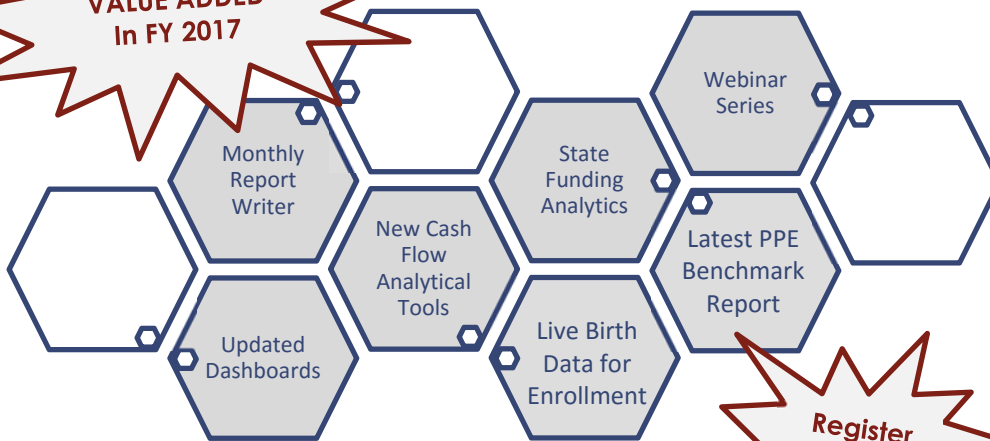 VALUE ADDED
In FY 2017
Webinar
Series
Monthly
Report
Writer
State
Funding
Analytics
New Cash
Flow
Analytical
Tools
Latest PPE
Benchmark
Report
Updated
Dashboards
Live Birth
Data for
Enrollment
Register